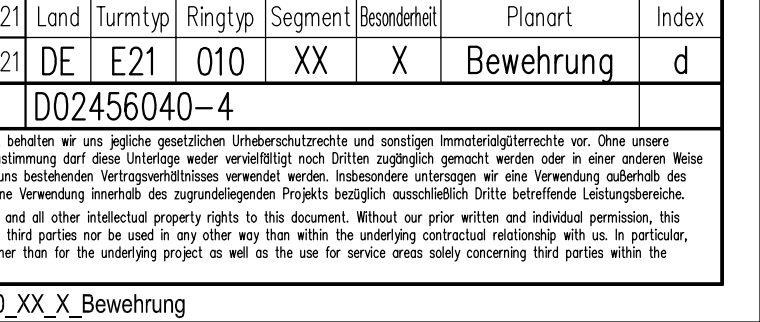 21 Land Turmtyp Ringtyp Segment Besonderheit Planart Index
21 DE E21 010 XX X Bewehrung d
D02456040-4
behalten wir uns jegliche gesetzlichen Urheberschutzrechte und sonstigen Immaterialgüterrechte vor. Ohne unsere
stimmung darf diese Unterlage weder vervielfältigt noch Dritten zugänglich gemacht werden oder in einer anderen Weise
uns bestehenden Vertragsverhältnisses verwendet werden. Insbesondere untersagen wir eine Verwendung außerhalb des
ne Verwendung innerhalb des zugrundeliegenden Projekts bezüglich ausschließlich Dritte betreffende Leistungsbereiche.
and all other intellectual property rights to this document. Without our prior written and individual permission, this
third parties nor be used in any other way than within the underlying contractual relationship with us. In particular,
her than for the underlying project as well as the use for service areas solely concerning third parties within the
0_XX_X_Bewehrung